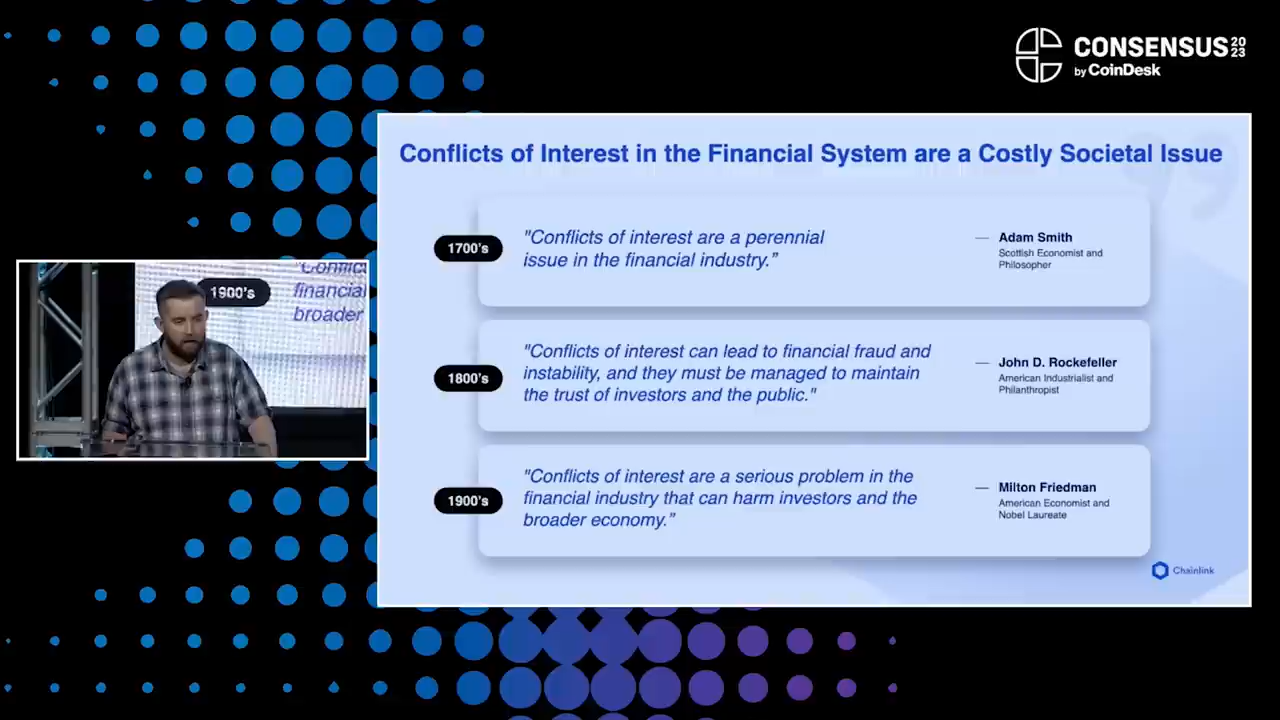 CONSENSUS 20 23
by CoinDesk
Conflicts of Interest in the Financial System are a Costly Societal Issue
1700's
"Conflicts of interest are a perennial
issue in the financial industry.”
— Adam Smith
Scottish Economist and
Philosopher
1800's
"Conflicts of interest can lead to financial fraud and
instability, and they must be managed to maintain
the trust of investors and the public."
— John D. Rockefeller
American Industrialist and
Philanthropist
1900's
"Conflicts of interest are a serious problem in the
financial industry that can harm investors and the
broader economy.”
— Milton Friedman
American Economist and
Nobel Laureate
Chainlink
1900's
"Conflic
financial
broader